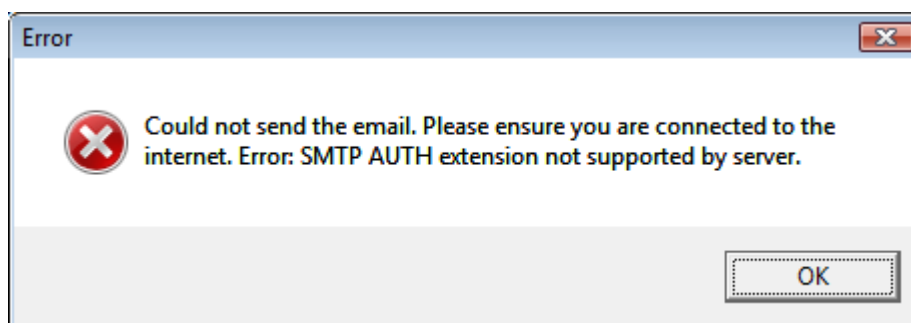 Error
Could not send the email. Please ensure you are connected to the
internet. Error: SMTP AUTH extension not supported by server.
OK